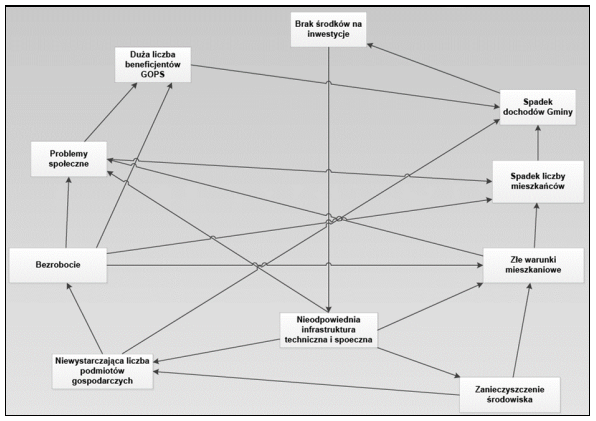 Brak środków na
inwestycje
Duża liczba
beneficjentów
GOPS
Spadek
dochodów Gminy
Problemy
społeczne
Spadek liczby
mieszkańców
Bezrobocie
Złe warunki
mieszkaniowe
Nieodpowiednia
infrastruktura
techniczna i spoeczna
Niewystarczająca liczba
podmiotów
gospodarczych
Zanieczyszczenie
środowiska